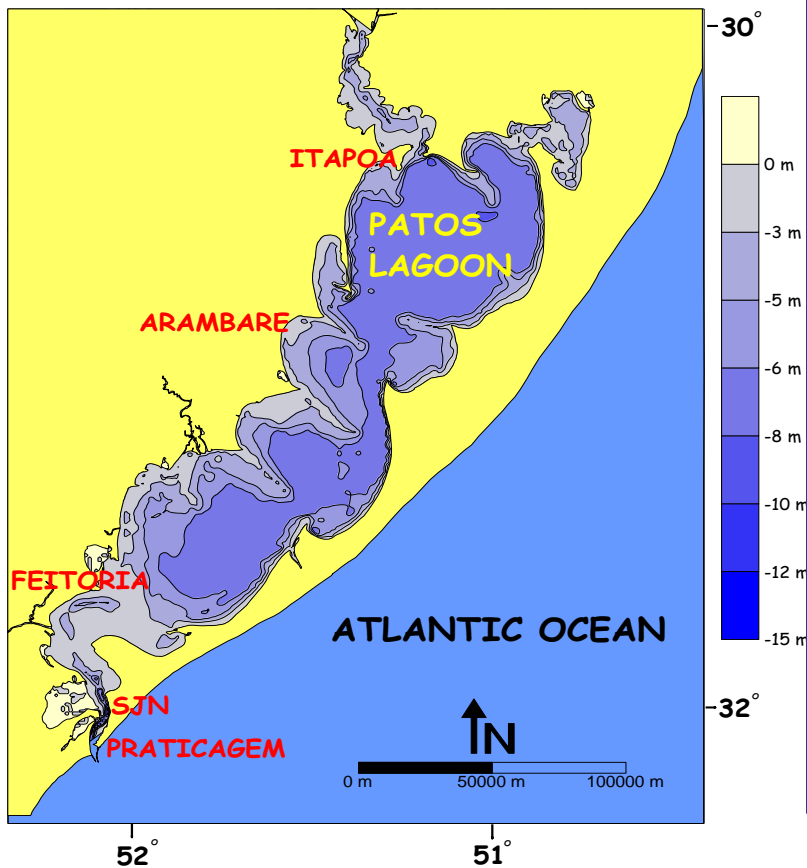 30°
ITAPOA
0 m
PATOS
LAGOON
-3 m
-5 m
ARAMBARE
-6 m
-8 m
-10 m
FEITORIA
-12 m
ATLANTIC OCEAN
-15 m
SJN
32°
PRATICAGEM
N
0 m 50000 m 100000 m
52° 51°